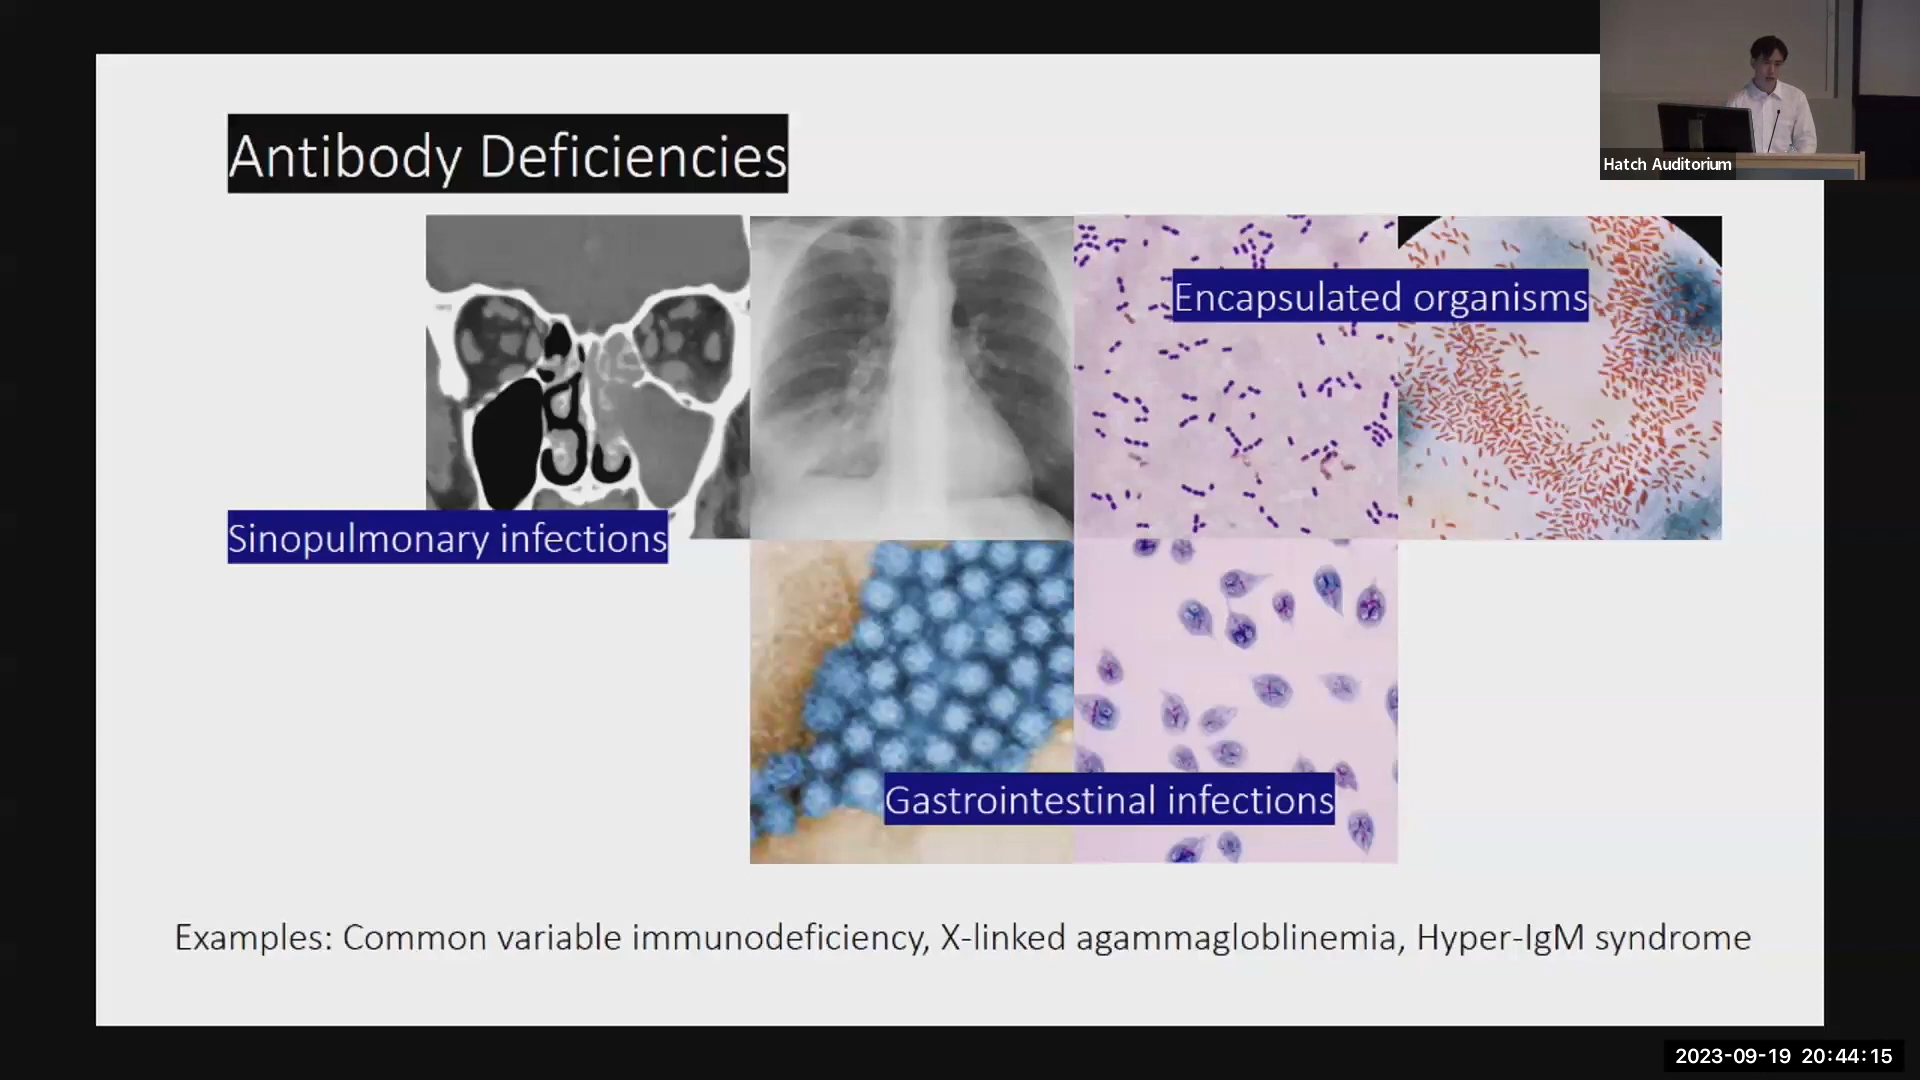 Antibody Deficiencies
Hatch Auditorium
Encapsulated organisms
Sinopulmonary infections
Gastrointestinal infections
Examples: Common variable immunodeficiency, X-linked agammagloblinemia, Hyper-IgM syndrome
2023-09-19 20:44:15